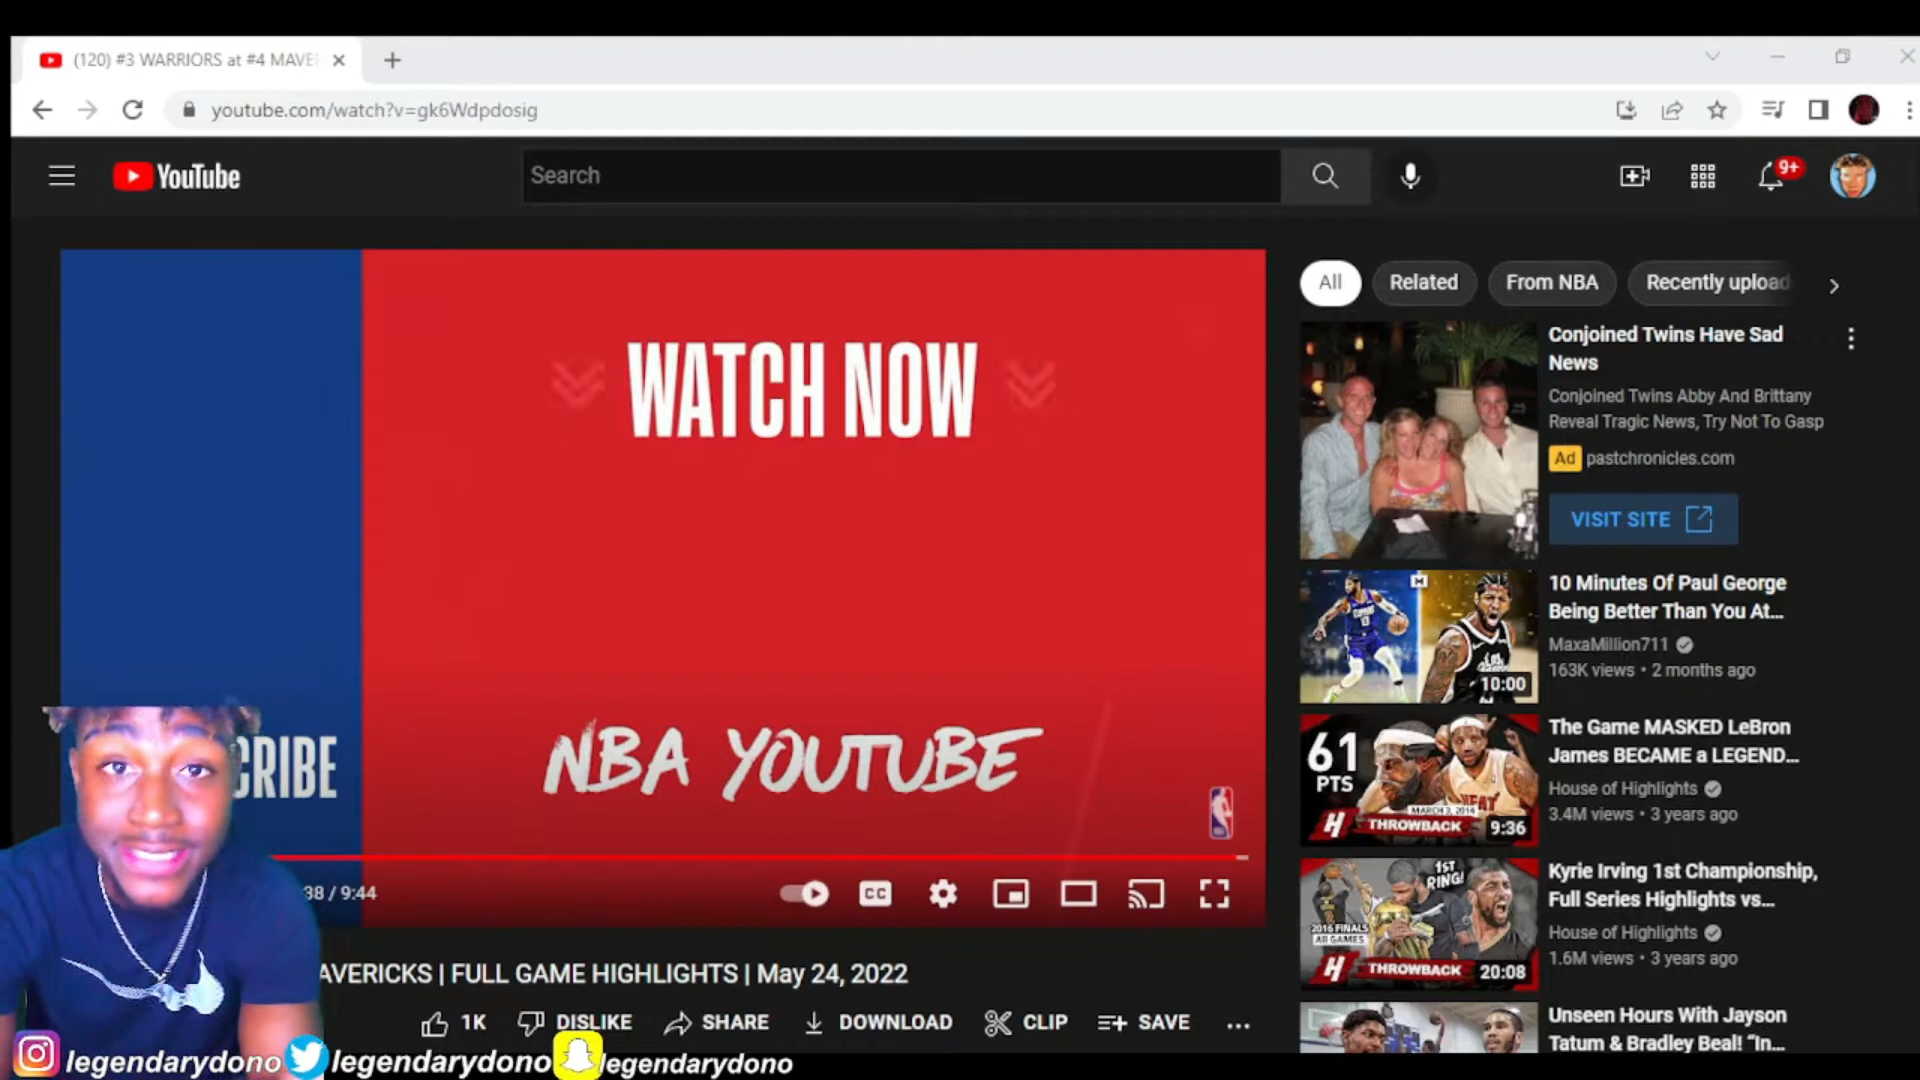 (120) #3 WARRIORS at #4 MAVE
youtube.com/watch?v=gk6Wdpdosig
YouTube
Search
9+
WATCH NOW
CRIBE
NBA YOUTUBE
38 / 9:44
CC
AVERICKS | FULL GAME HIGHLIGHTS | May 24, 2022
1K
DISLIKE
SHARE
DOWNLOAD
CLIP
SAVE
legendarydono
legendarydono
legendarydono
All
Related
From NBA
Recently upload
Conjoined Twins Have Sad
News
Conjoined Twins Abby And Brittany
Reveal Tragic News, Try Not To Gasp
Ad pastchronicles.com
VISIT SITE
10:00
10 Minutes Of Paul George
Being Better Than You At...
MaxaMillion711
163K views • 2 months ago
61
PTS
MARCH 3, 2014
H THROWBACK
9:36
The Game MASKED LeBron
James BECAME a LEGEND...
House of Highlights
3.4M views • 3 years ago
1ST
RING!
2016 FINALS
All GAMES
H THROWBACK
20:08
Kyrie Irving 1st Championship,
Full Series Highlights vs...
House of Highlights
1.6M views • 3 years ago
Unseen Hours With Jayson
Tatum & Bradley Beal! "In...